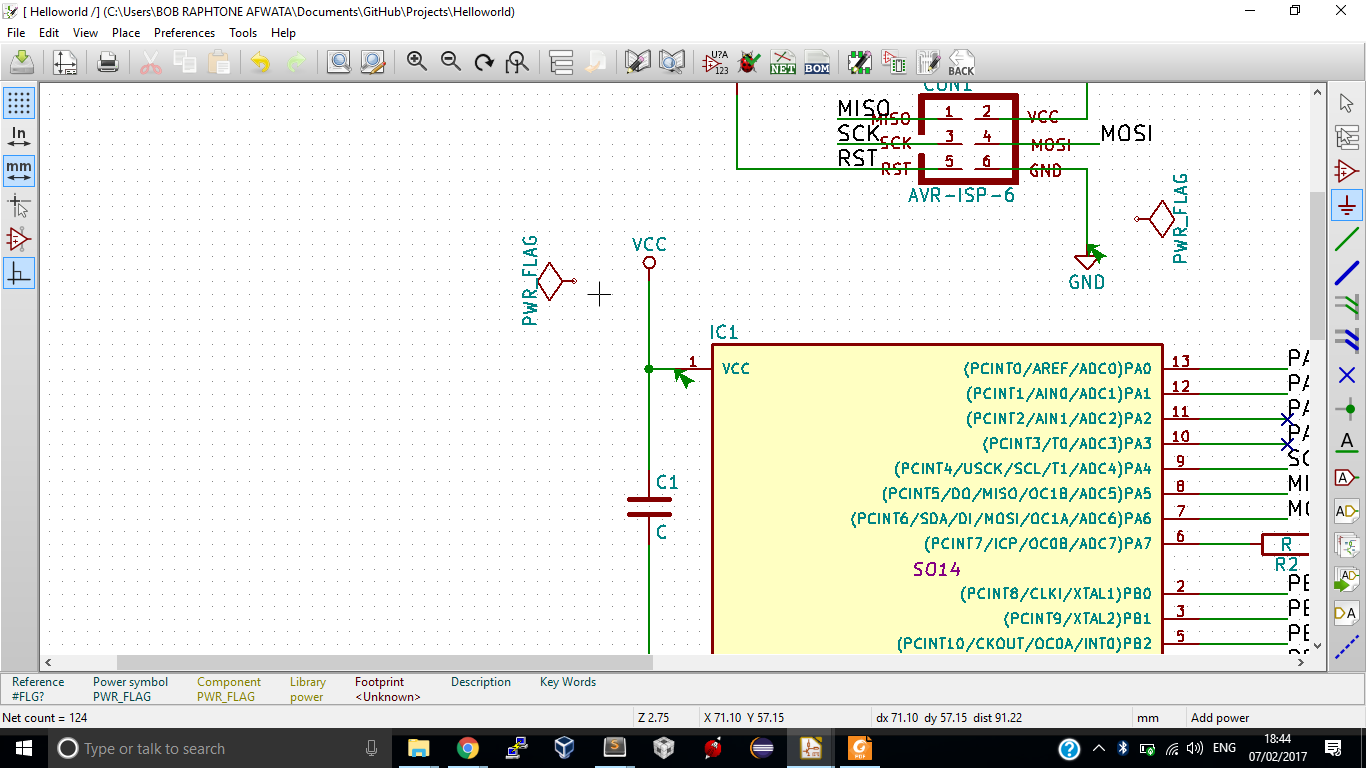 [ Helloworld /] (C:\Users\BOB RAPHTONE AFWATA\Documents\GitHub\Projects\Helloworld)
File Edit View Place Preferences Tools Help
U?A
123
NET
BOM
BACK
In
mm
CON1
MISO MISO 1 2 VCC
SCK SCK 3 4 MOSI MOSI
RST RST 5 6 GND
AVR-ISP-6
PWR_FLAG
PWR_FLAG
VCC
GND
IC1
1 VCC (PCINT0/AREF/ADC0)PA0 13 PA
(PCINT1/AIN0/ADC1)PA1 12 PA
(PCINT2/AIN1/ADC2)PA2 11 PA
(PCINT3/T0/ADC3)PA3 10 PA
(PCINT4/USCK/SCL/T1/ADC4)PA4 9 SC
C1 (PCINT5/DO/MISO/OC1B/ADC5)PA5 8 MI
(PCINT6/SDA/DI/MOSI/OC1A/ADC6)PA6 7 MO
C (PCINT7/ICP/OC0B/ADC7)PA7 6 R
SO14 R2
(PCINT8/CLKI/XTAL1)PB0 2 PB
(PCINT9/XTAL2)PB1 3 PB
(PCINT10/CKOUT/OC0A/INT0)PB2 5 PB
Reference Power symbol Component Library Footprint Description Key Words
#FLG? PWR_FLAG PWR_FLAG power <Unknown>
Net count = 124 Z 2.75 X 71.10 Y 57.15 dx 71.10 dy 57.15 dist 91.22 mm Add power
Type or talk to search
ENG
18:44
07/02/2017